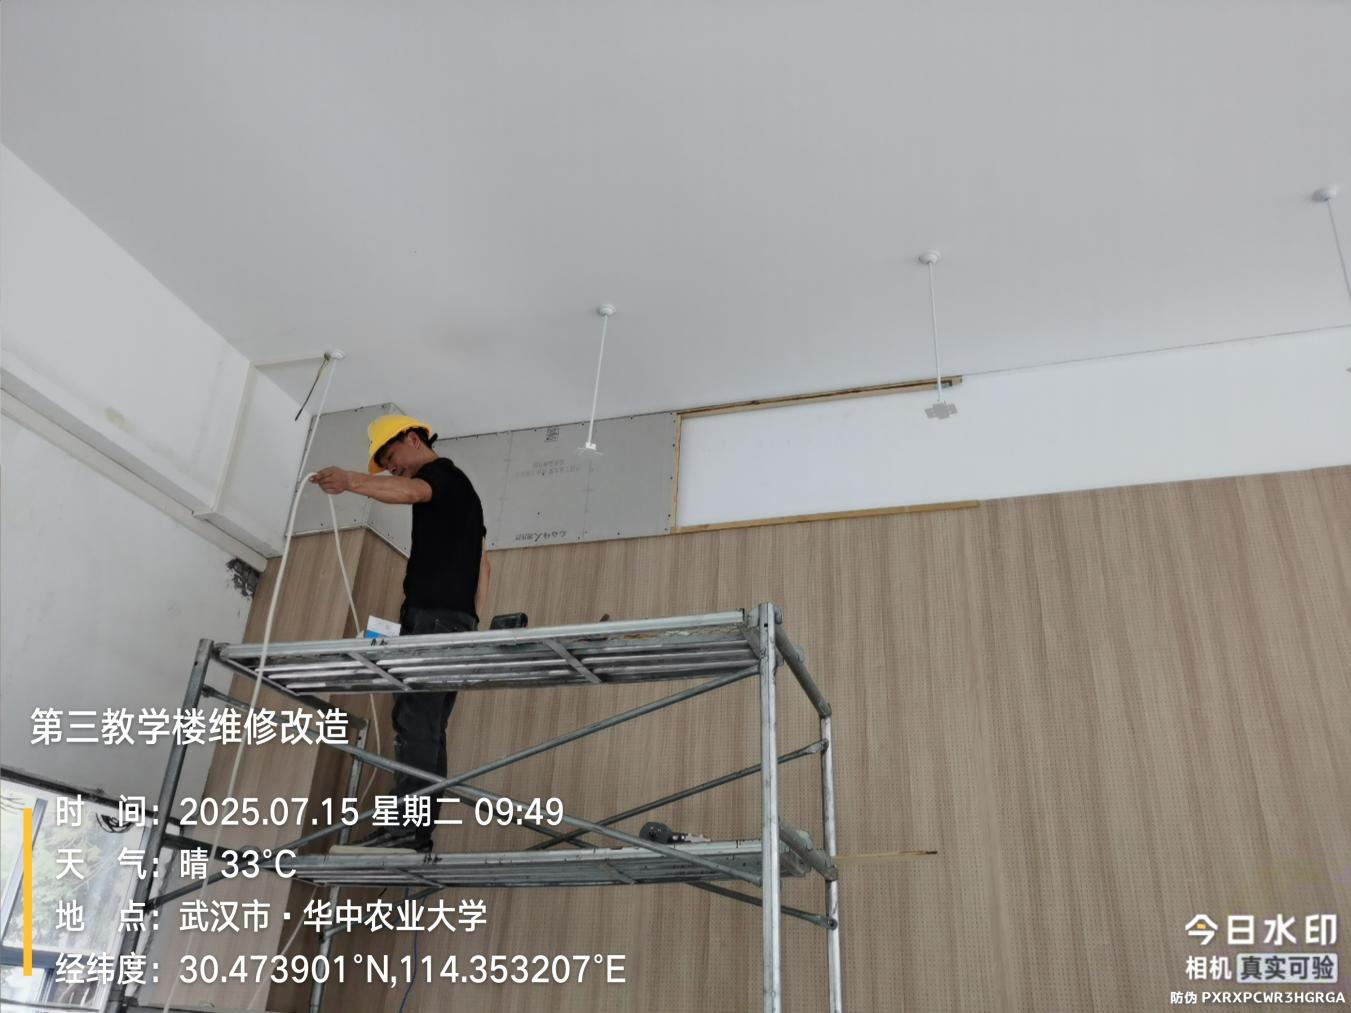 第三教学楼维修改造
时 间：2025.07.15 星期二 09:49
天 气：晴 33°C
地 点：武汉市·华中农业大学
经纬度：30.473901°N,114.353207°E
今日水印
相机 真实可验
防伪 PXRXPCWR3HGRGA